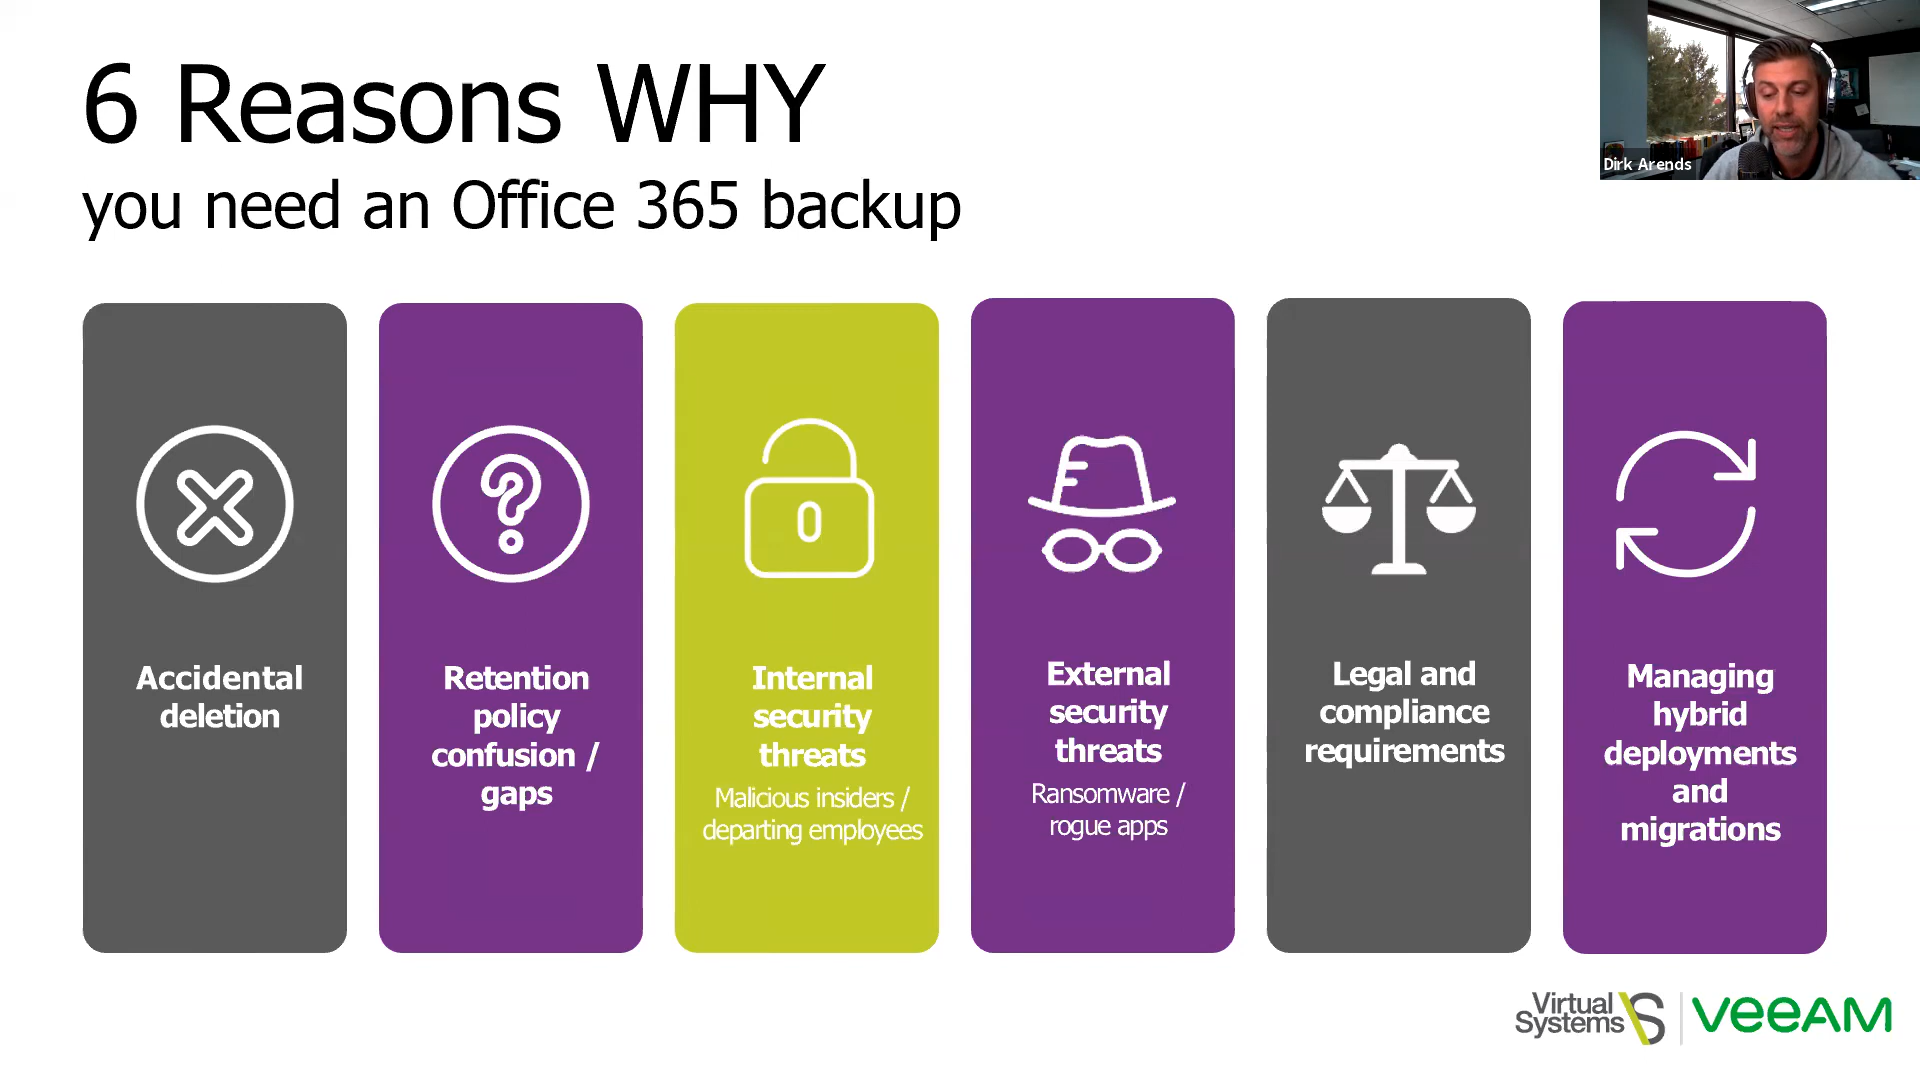 6 Reasons WHY
you need an Office 365 backup
Dirk Arends
Accidental
deletion
Retention
policy
confusion /
gaps
Internal
security
threats
Malicious insiders /
departing employees
External
security
threats
Ransomware /
rogue apps
Legal and
compliance
requirements
Managing
hybrid
deployments
and
migrations
Virtual
Systems
VS
veeAM